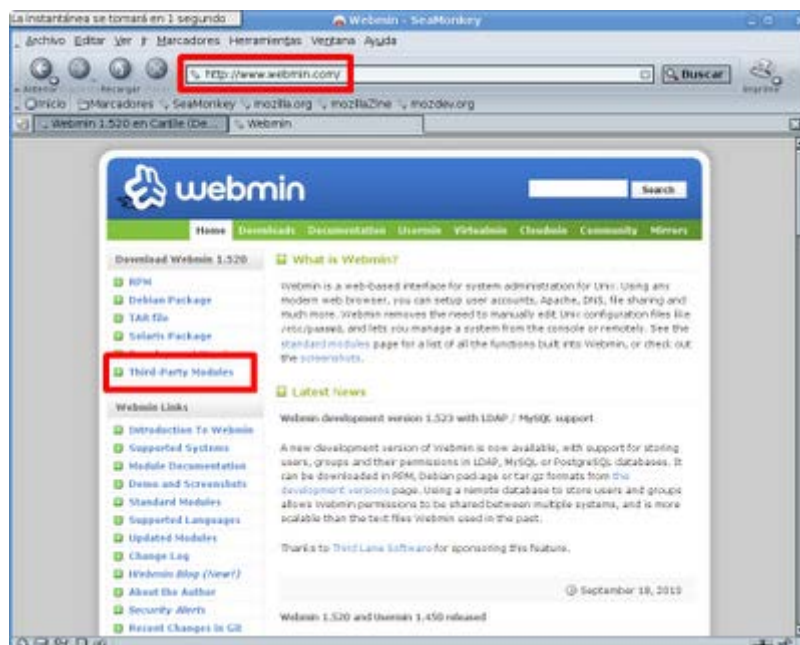 La instantánea se tomará en 1 segundo
Webmin - SeaMonkey
Archivo Editar Ver Ir Marcadores Herramientas Ventana Ayuda
Anterior Recargar http://www.webmin.com/ Buscar Imprimir
Inicio Marcadores SeaMonkey mozilla.org mozillaZine mozdev.org
Webmin 1.520 en Webmin
webmin
Search
Home Downloads Documentation Usermin Virtualmin Cloudmin Community Mirrors
Download Webmin 1.520
RPM
Debian Package
TAR file
Solaris Package
Third-Party Modules
Webmin Links
Introduction To Webmin
Supported Systems
Module Documentation
Demo and Screenshots
Standard Modules
Supported Languages
Updated Modules
Change Log
Webmin Blog (New!)
About the Author
Security Alerts
Recent Changes in Git
What is Webmin?
Webmin is a web-based interface for system administration for Unix. Using any
modern web browser, you can setup user accounts, Apache, DNS, file sharing and
much more. Webmin removes the need to manually edit Unix configuration files like
/etc/passwd, and lets you manage a system from the console or remotely. See the
standard modules page for a list of all the functions built into Webmin, or check out
the screenshots.
Latest News
Webmin development version 1.523 with LDAP / MySQL support
A new development version of Webmin is now available, with support for storing
users, groups and their permissions in LDAP, MySQL or PostgreSQL databases. It
can be downloaded in RPM, Debian package or tar.gz formats from the
development versions page. Using a remote database to store users and groups
allows Webmin permissions to be shared between multiple systems, and is more
scalable than the text files Webmin used in the past.
Thanks to Third Lane Software for sponsoring this feature.
September 18, 2010
Webmin 1.520 and Usermin 1.450 released